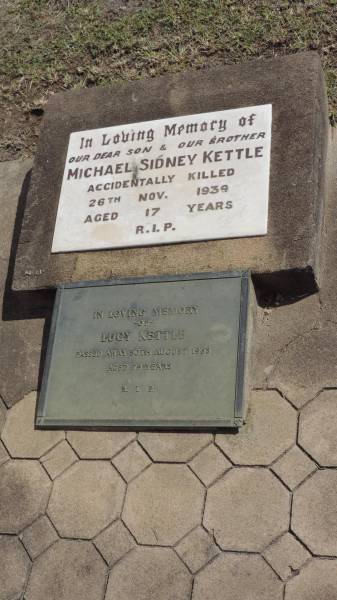 In Loving Memory of
OUR DEAR SON & OUR BROTHER
MICHAEL SIDNEY KETTLE
ACCIDENTALLY KILLED
26TH NOV. 1939
AGED 17 YEARS
R.I.P.
IN LOVING MEMORY
OF
LUCY KETTLE
PASSED AWAY 30TH AUGUST
AGED YEARS
R. I. P.